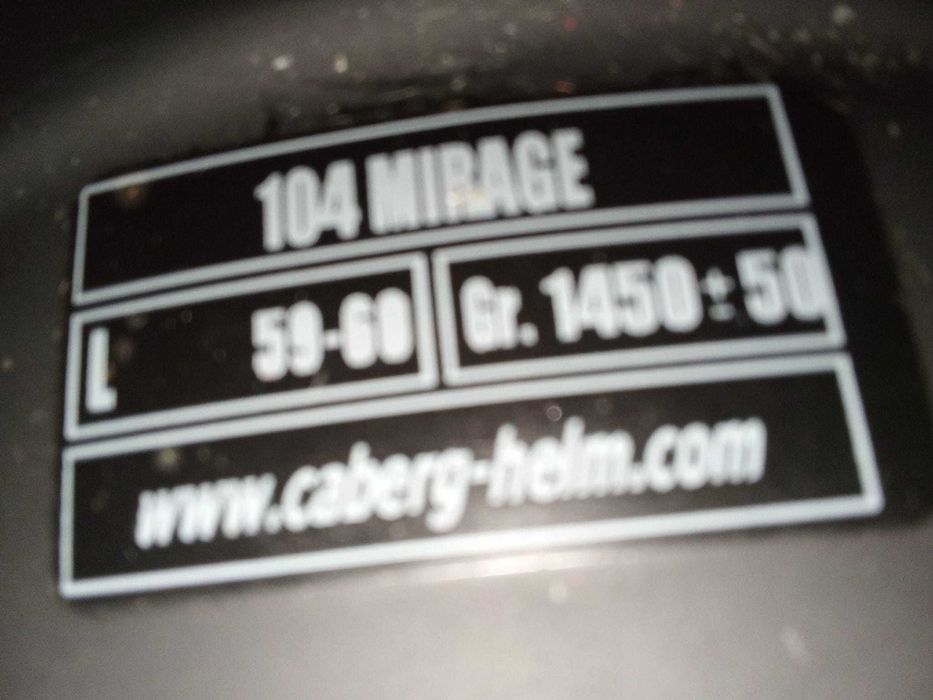 104 MIRAGE
L 59-60 Gr. 1450 ± 50
www.caberg-helm.com